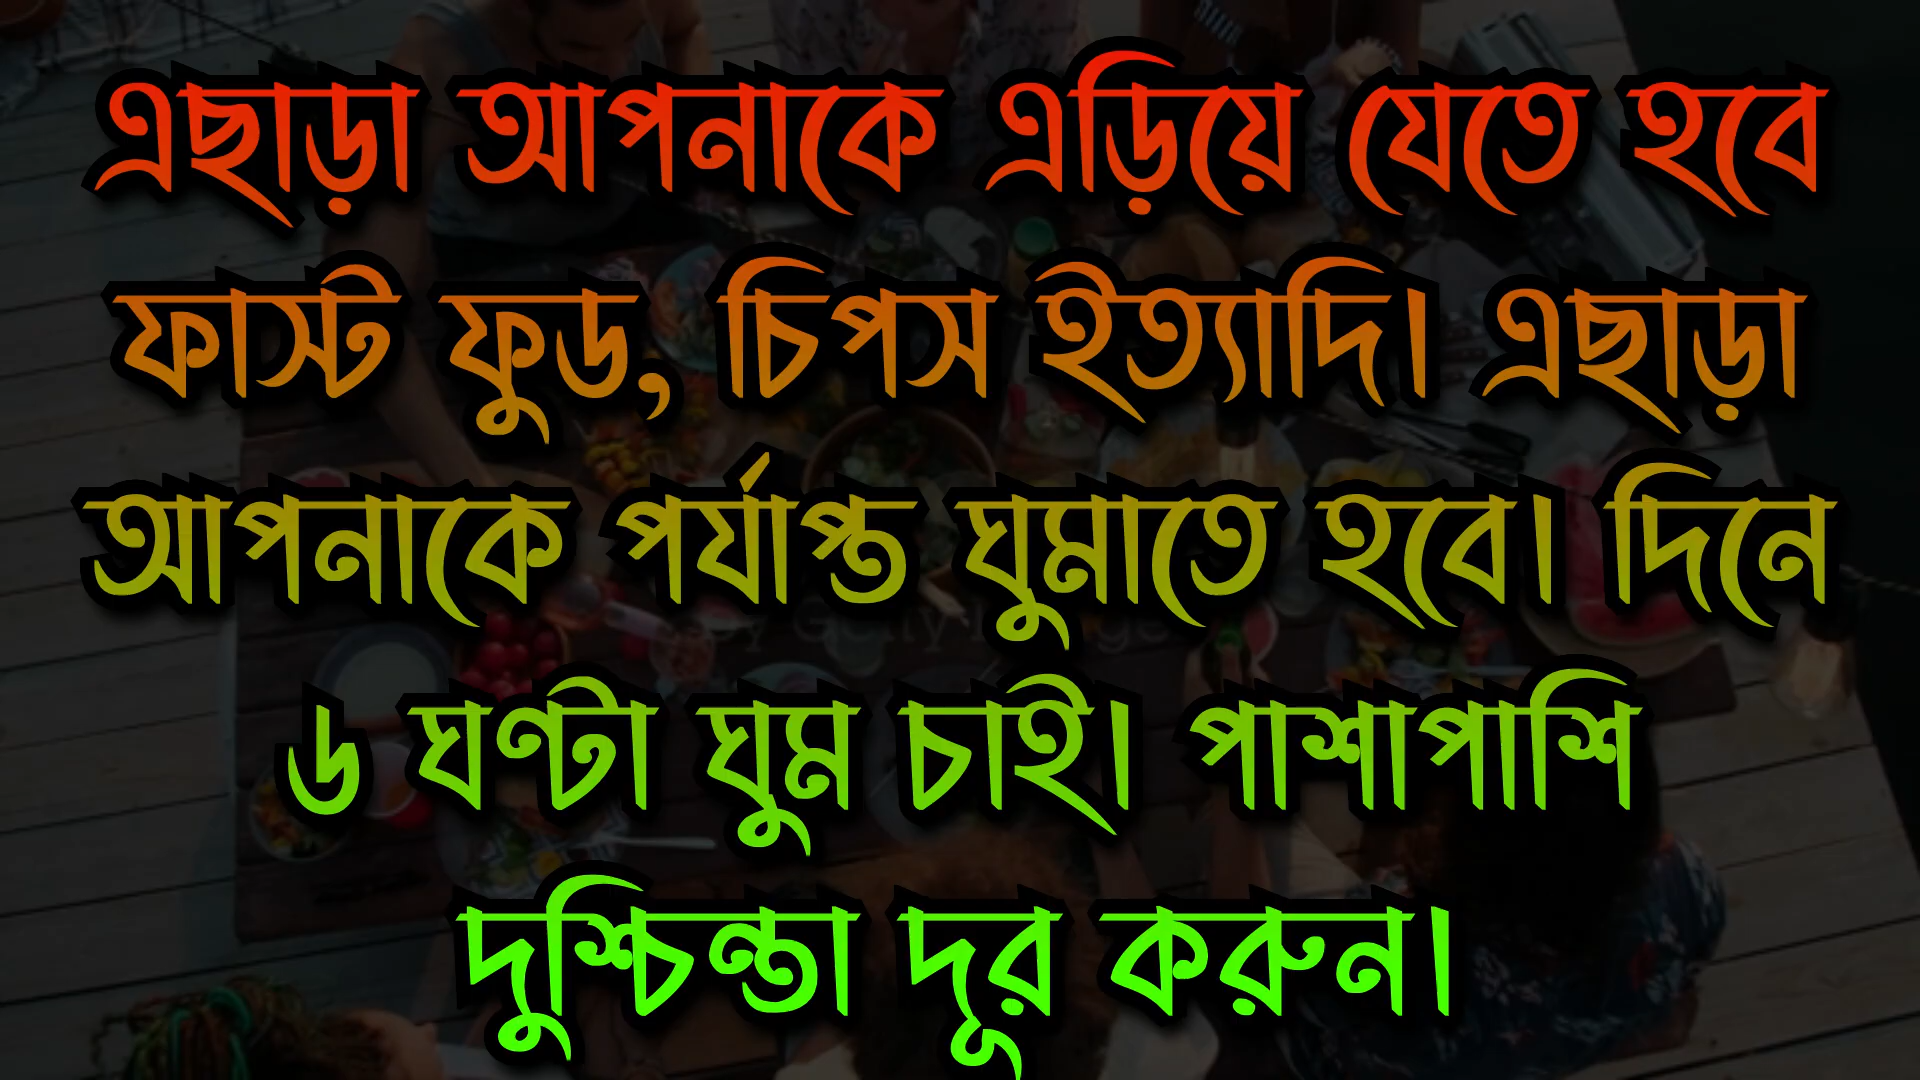 এছাড়া আপনাকে এড়িয়ে যেতে হবে
ফাস্ট ফুড, চিপস ইত্যাদি। এছাড়া
আপনাকে পর্যাপ্ত ঘুমাতে হবে। দিনে
৬ ঘণ্টা ঘুম চাই। পাশাপাশি
দুশ্চিন্তা দূর করুন।